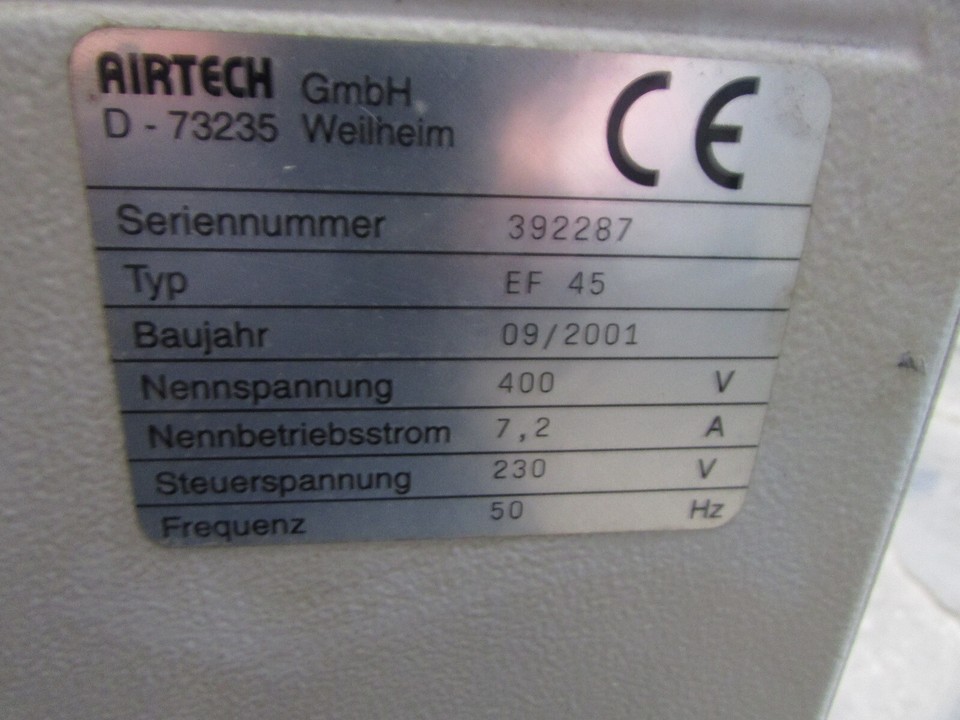 AIRTECH GmbH
D - 73235 Weilheim
CE
Seriennummer 392287
Typ EF 45
Baujahr 09/2001
Nennspannung 400 V
Nennbetriebsstrom 7,2 A
Steuerspannung 230 V
Frequenz 50 Hz